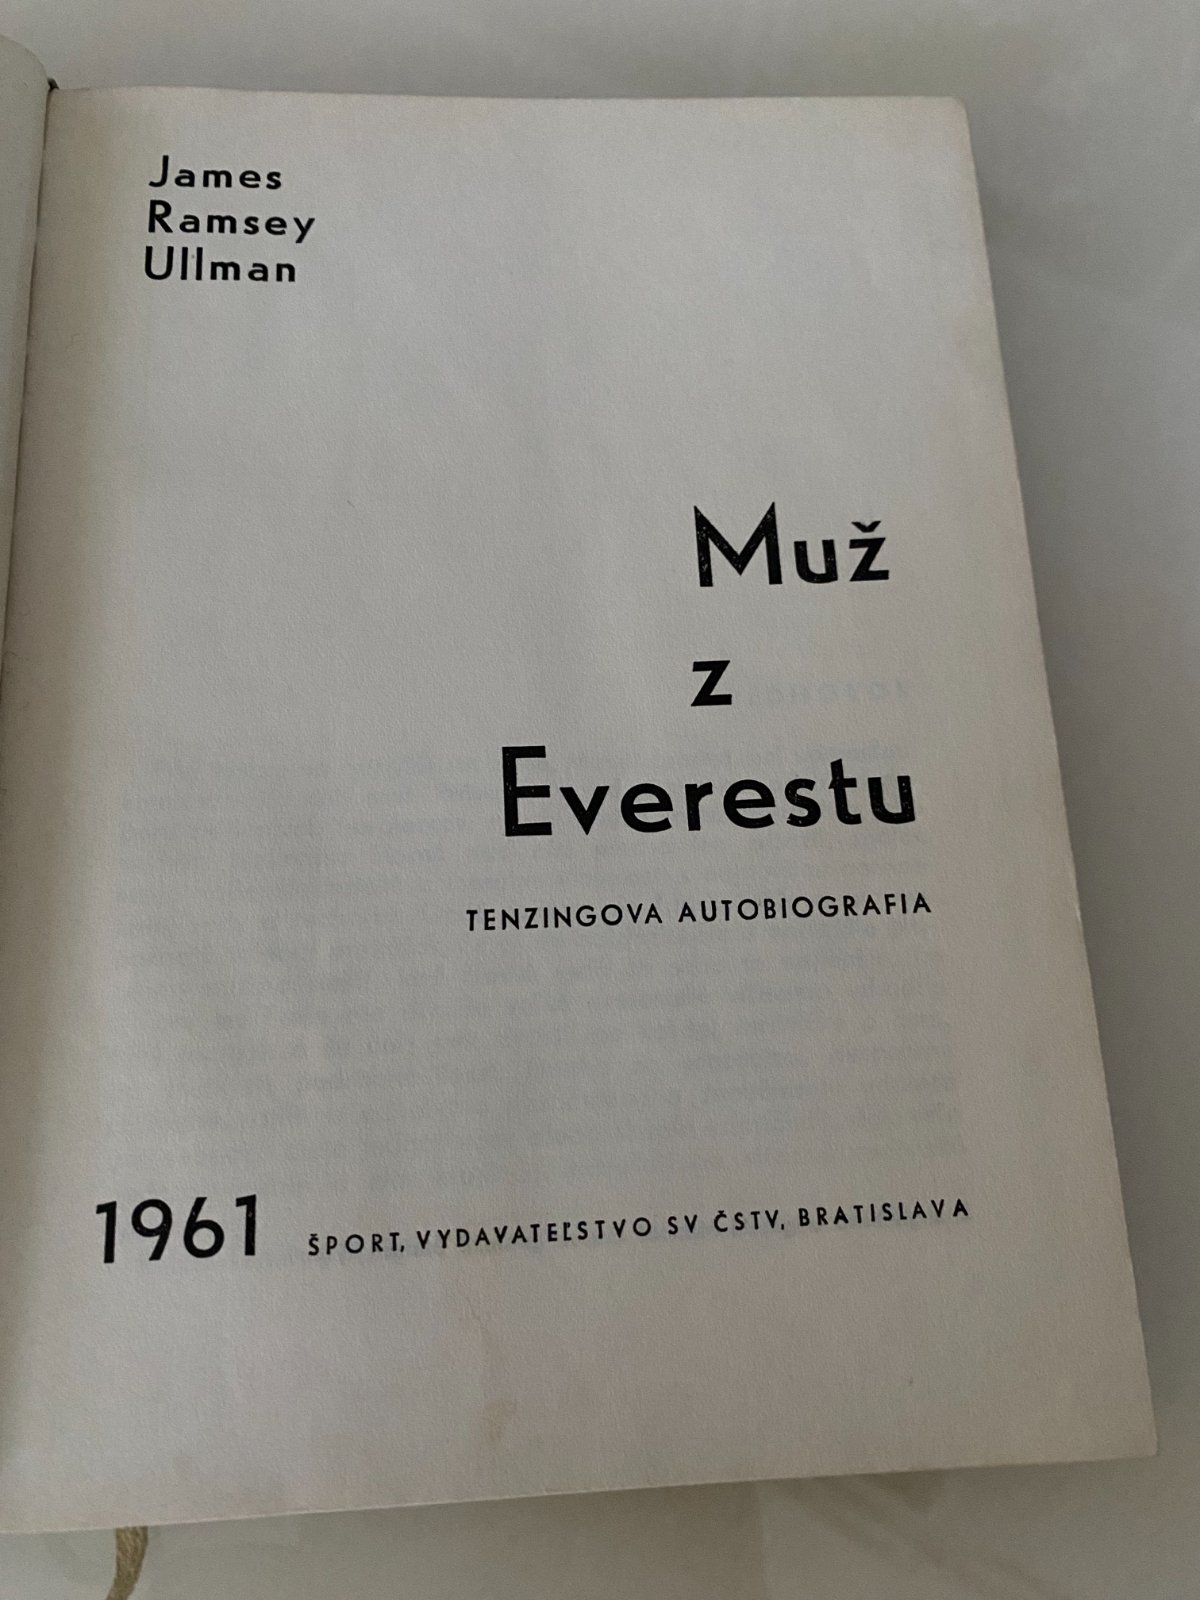 James
Ramsey
Ullman
Muž
z
Everestu
TENZINGOVA AUTOBIOGRAFIA
1961 ŠPORT, VYDAVATEĽSTVO SV ČSTV, BRATISLAVA